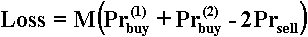 Loss = M(Pr_buy^(1) + Pr_buy^(2) - 2Pr_sell)